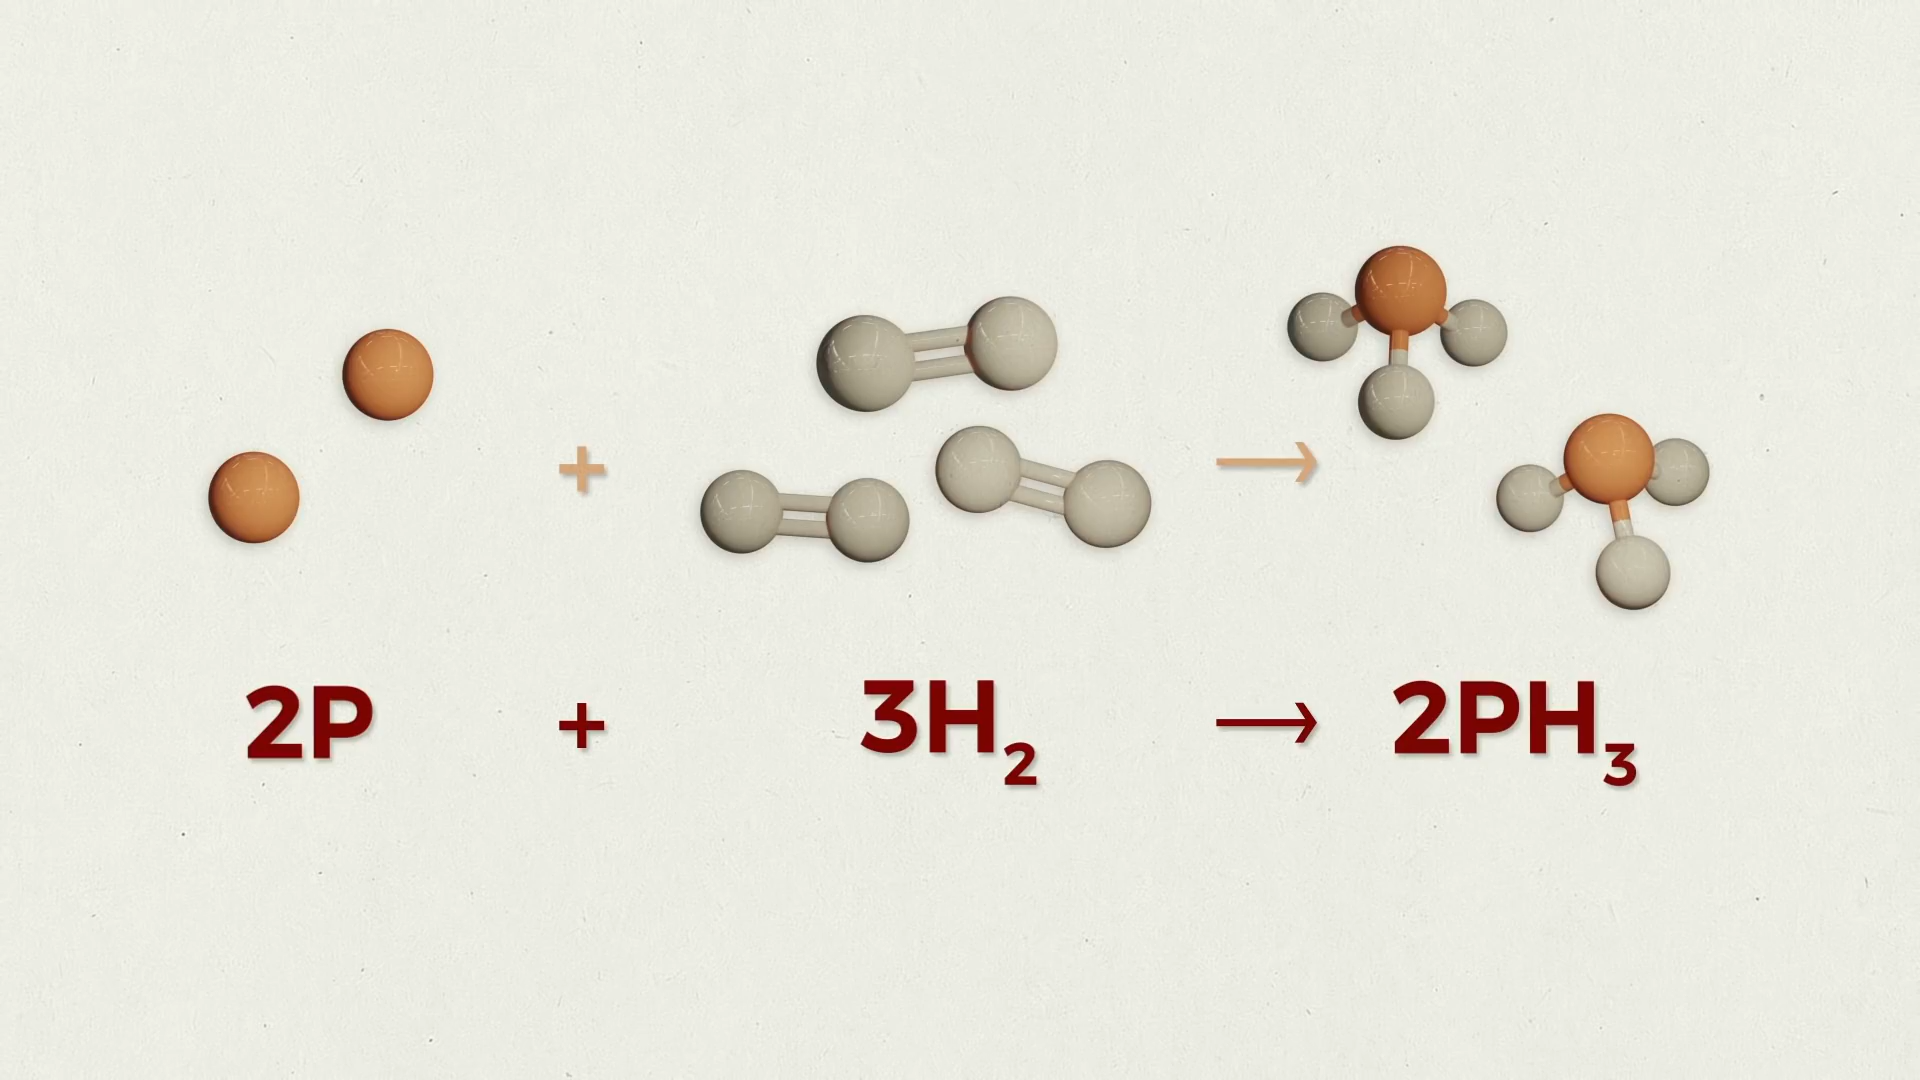 + →
2P + 3H₂ → 2PH₃